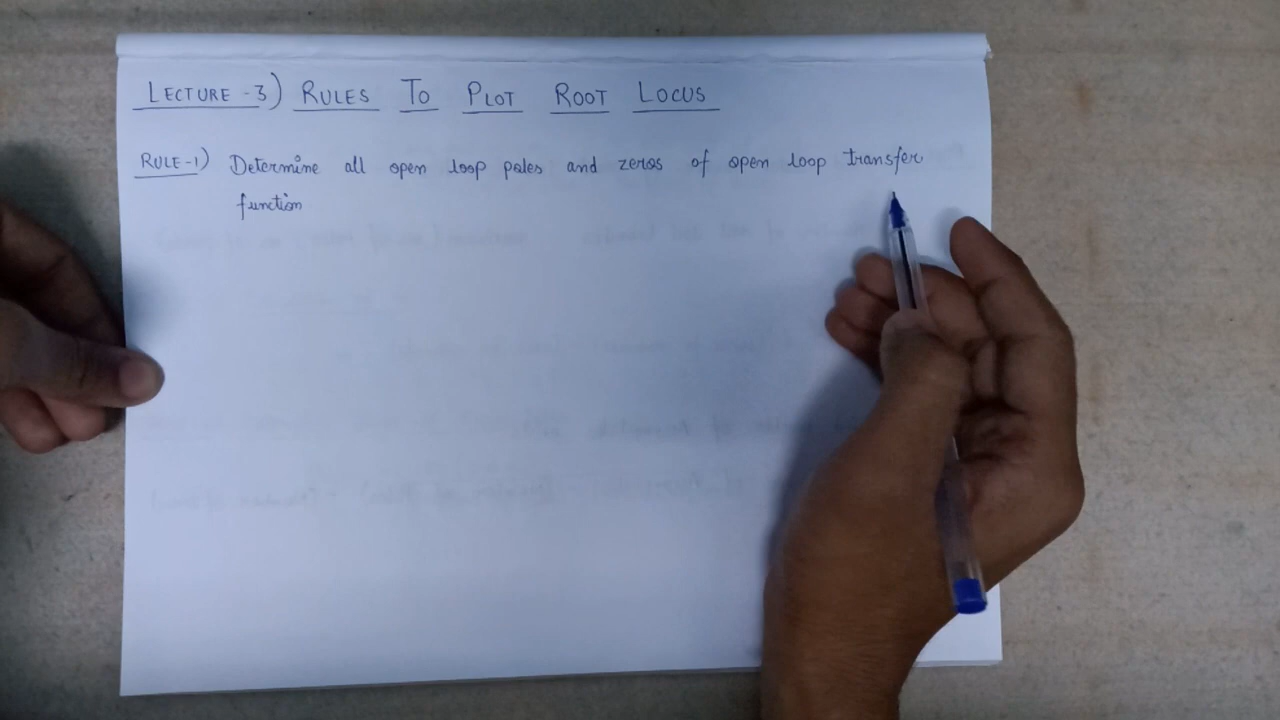 LECTURE -3) RULES TO PLOT ROOT LOCUS
RULE-1) Determine all open loop poles and zeros of open loop transfer
function